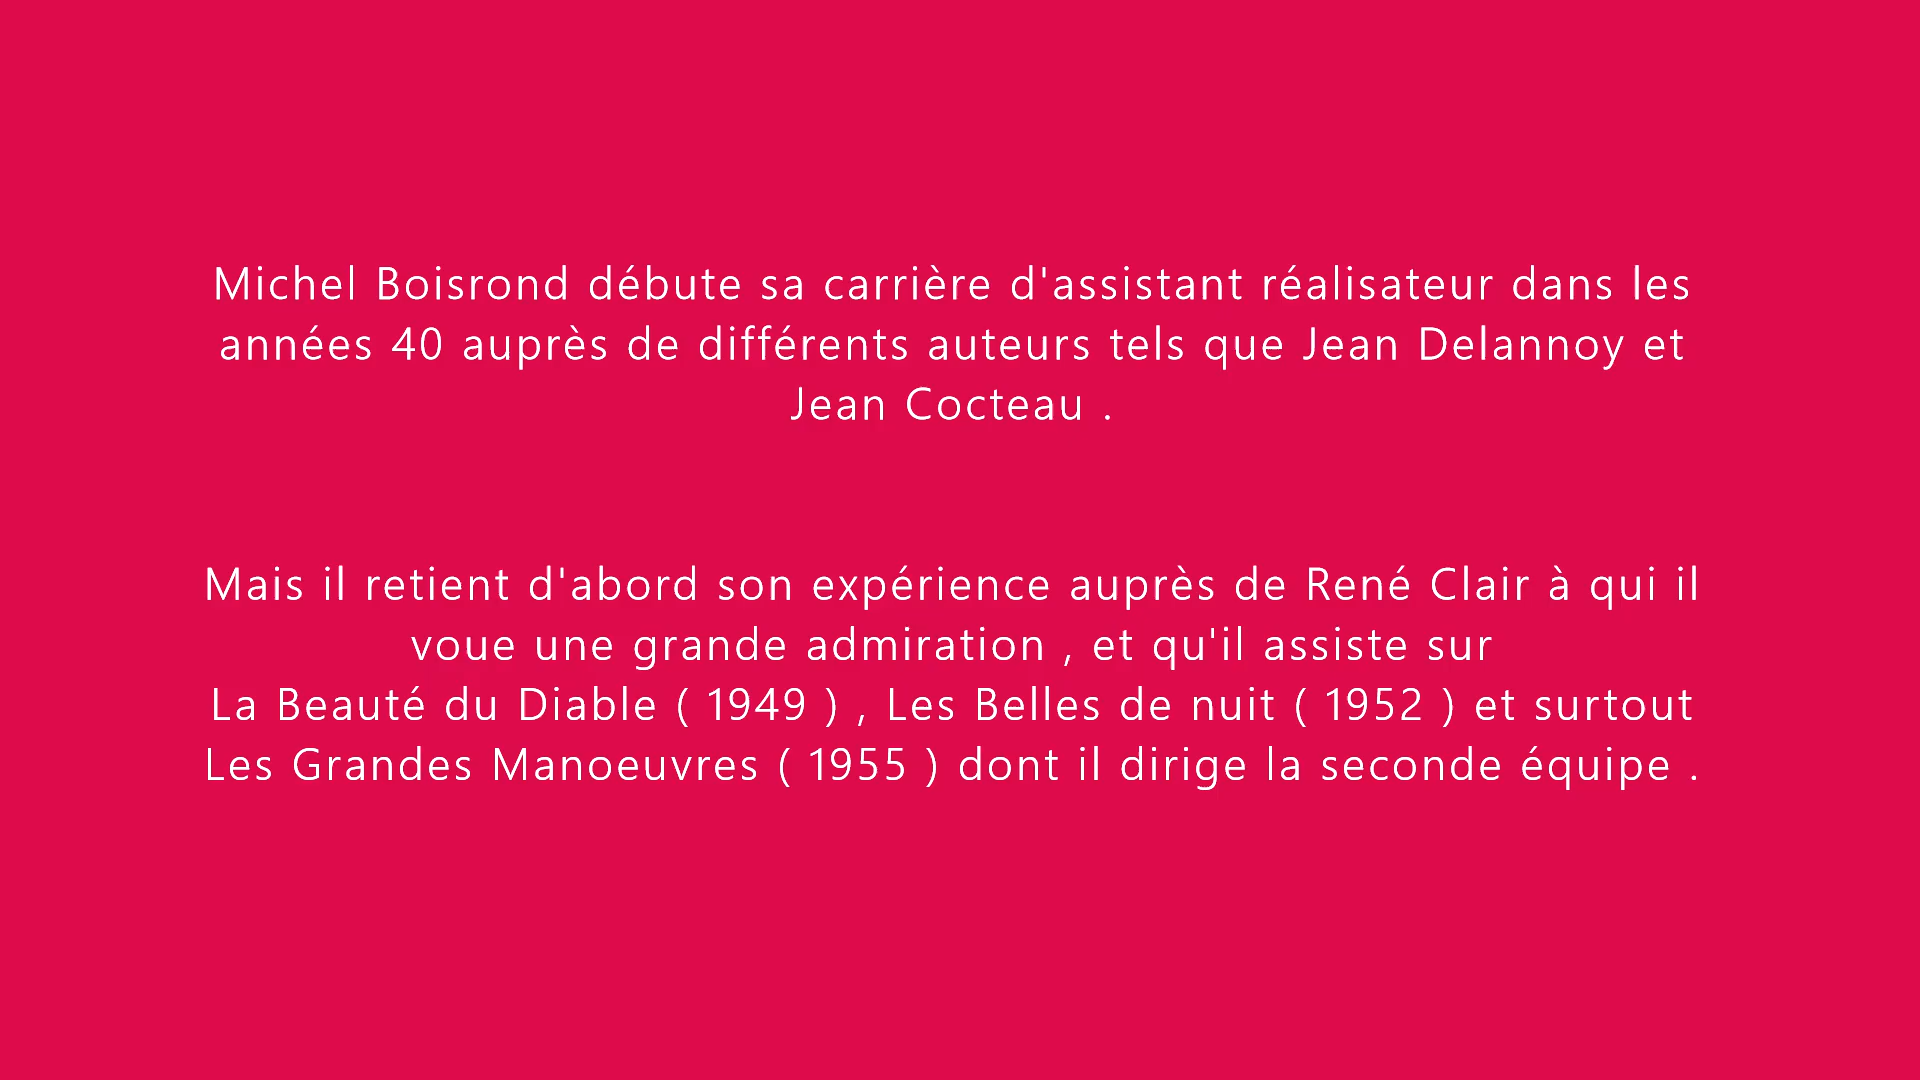 Michel Boisrond débute sa carrière d'assistant réalisateur dans les
années 40 auprès de différents auteurs tels que Jean Delannoy et
Jean Cocteau .
Mais il retient d'abord son expérience auprès de René Clair à qui il
voue une grande admiration , et qu'il assiste sur
La Beauté du Diable ( 1949 ) , Les Belles de nuit ( 1952 ) et surtout
Les Grandes Manoeuvres ( 1955 ) dont il dirige la seconde équipe .